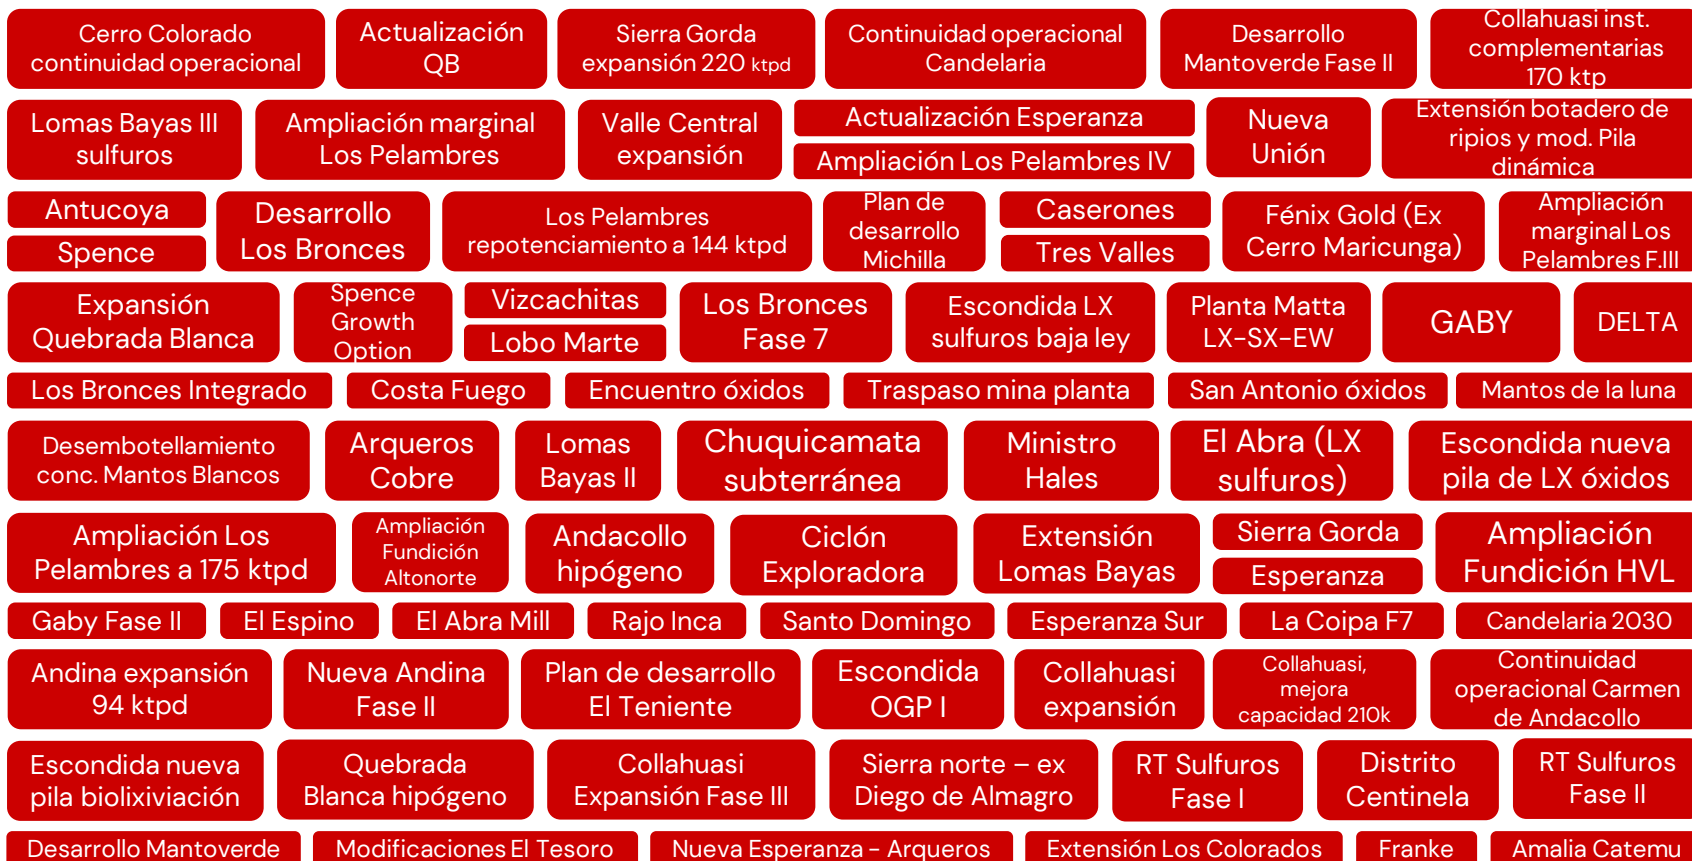 Cerro Colorado
continuidad operacional
Actualización
QB
Sierra Gorda
expansión 220 ktpd
Continuidad operacional
Candelaria
Desarrollo
Mantoverde Fase II
Collahuasi inst.
complementarias
170 ktp
Lomas Bayas III
sulfuros
Ampliación marginal
Los Pelambres
Valle Central
expansión
Actualización Esperanza
Ampliación Los Pelambres IV
Nueva
Unión
Extensión botadero de
ripios y mod. Pila
dinámica
Antucoya
Spence
Desarrollo
Los Bronces
Los Pelambres
repotenciamiento a 144 ktpd
Plan de
desarrollo
Michilla
Caserones
Tres Valles
Fénix Gold (Ex
Cerro Maricunga)
Ampliación
marginal Los
Pelambres F.III
Expansión
Quebrada Blanca
Spence
Growth
Option
Vizcachitas
Lobo Marte
Los Bronces
Fase 7
Escondida LX
sulfuros baja ley
Planta Matta
LX-SX-EW
GABY
DELTA
Los Bronces Integrado
Costa Fuego
Encuentro óxidos
Traspaso mina planta
San Antonio óxidos
Mantos de la luna
Desembotellamiento
conc. Mantos Blancos
Arqueros
Cobre
Lomas
Bayas II
Chuquicamata
subterránea
Ministro
Hales
El Abra (LX
sulfuros)
Escondida nueva
pila de LX óxidos
Ampliación Los
Pelambres a 175 ktpd
Ampliación
Fundición
Altonorte
Andacollo
hipógeno
Ciclón
Exploradora
Extensión
Lomas Bayas
Sierra Gorda
Esperanza
Ampliación
Fundición HVL
Gaby Fase II
El Espino
El Abra Mill
Rajo Inca
Santo Domingo
Esperanza Sur
La Coipa F7
Candelaria 2030
Andina expansión
94 ktpd
Nueva Andina
Fase II
Plan de desarrollo
El Teniente
Escondida
OGP I
Collahuasi
expansión
Collahuasi,
mejora
capacidad 210k
Continuidad
operacional Carmen
de Andacollo
Escondida nueva
pila biolixiviación
Quebrada
Blanca hipógeno
Collahuasi
Expansión Fase III
Sierra norte – ex
Diego de Almagro
RT Sulfuros
Fase I
Distrito
Centinela
RT Sulfuros
Fase II
Desarrollo Mantoverde
Modificaciones El Tesoro
Nueva Esperanza - Arqueros
Extensión Los Colorados
Franke
Amalia Catemu